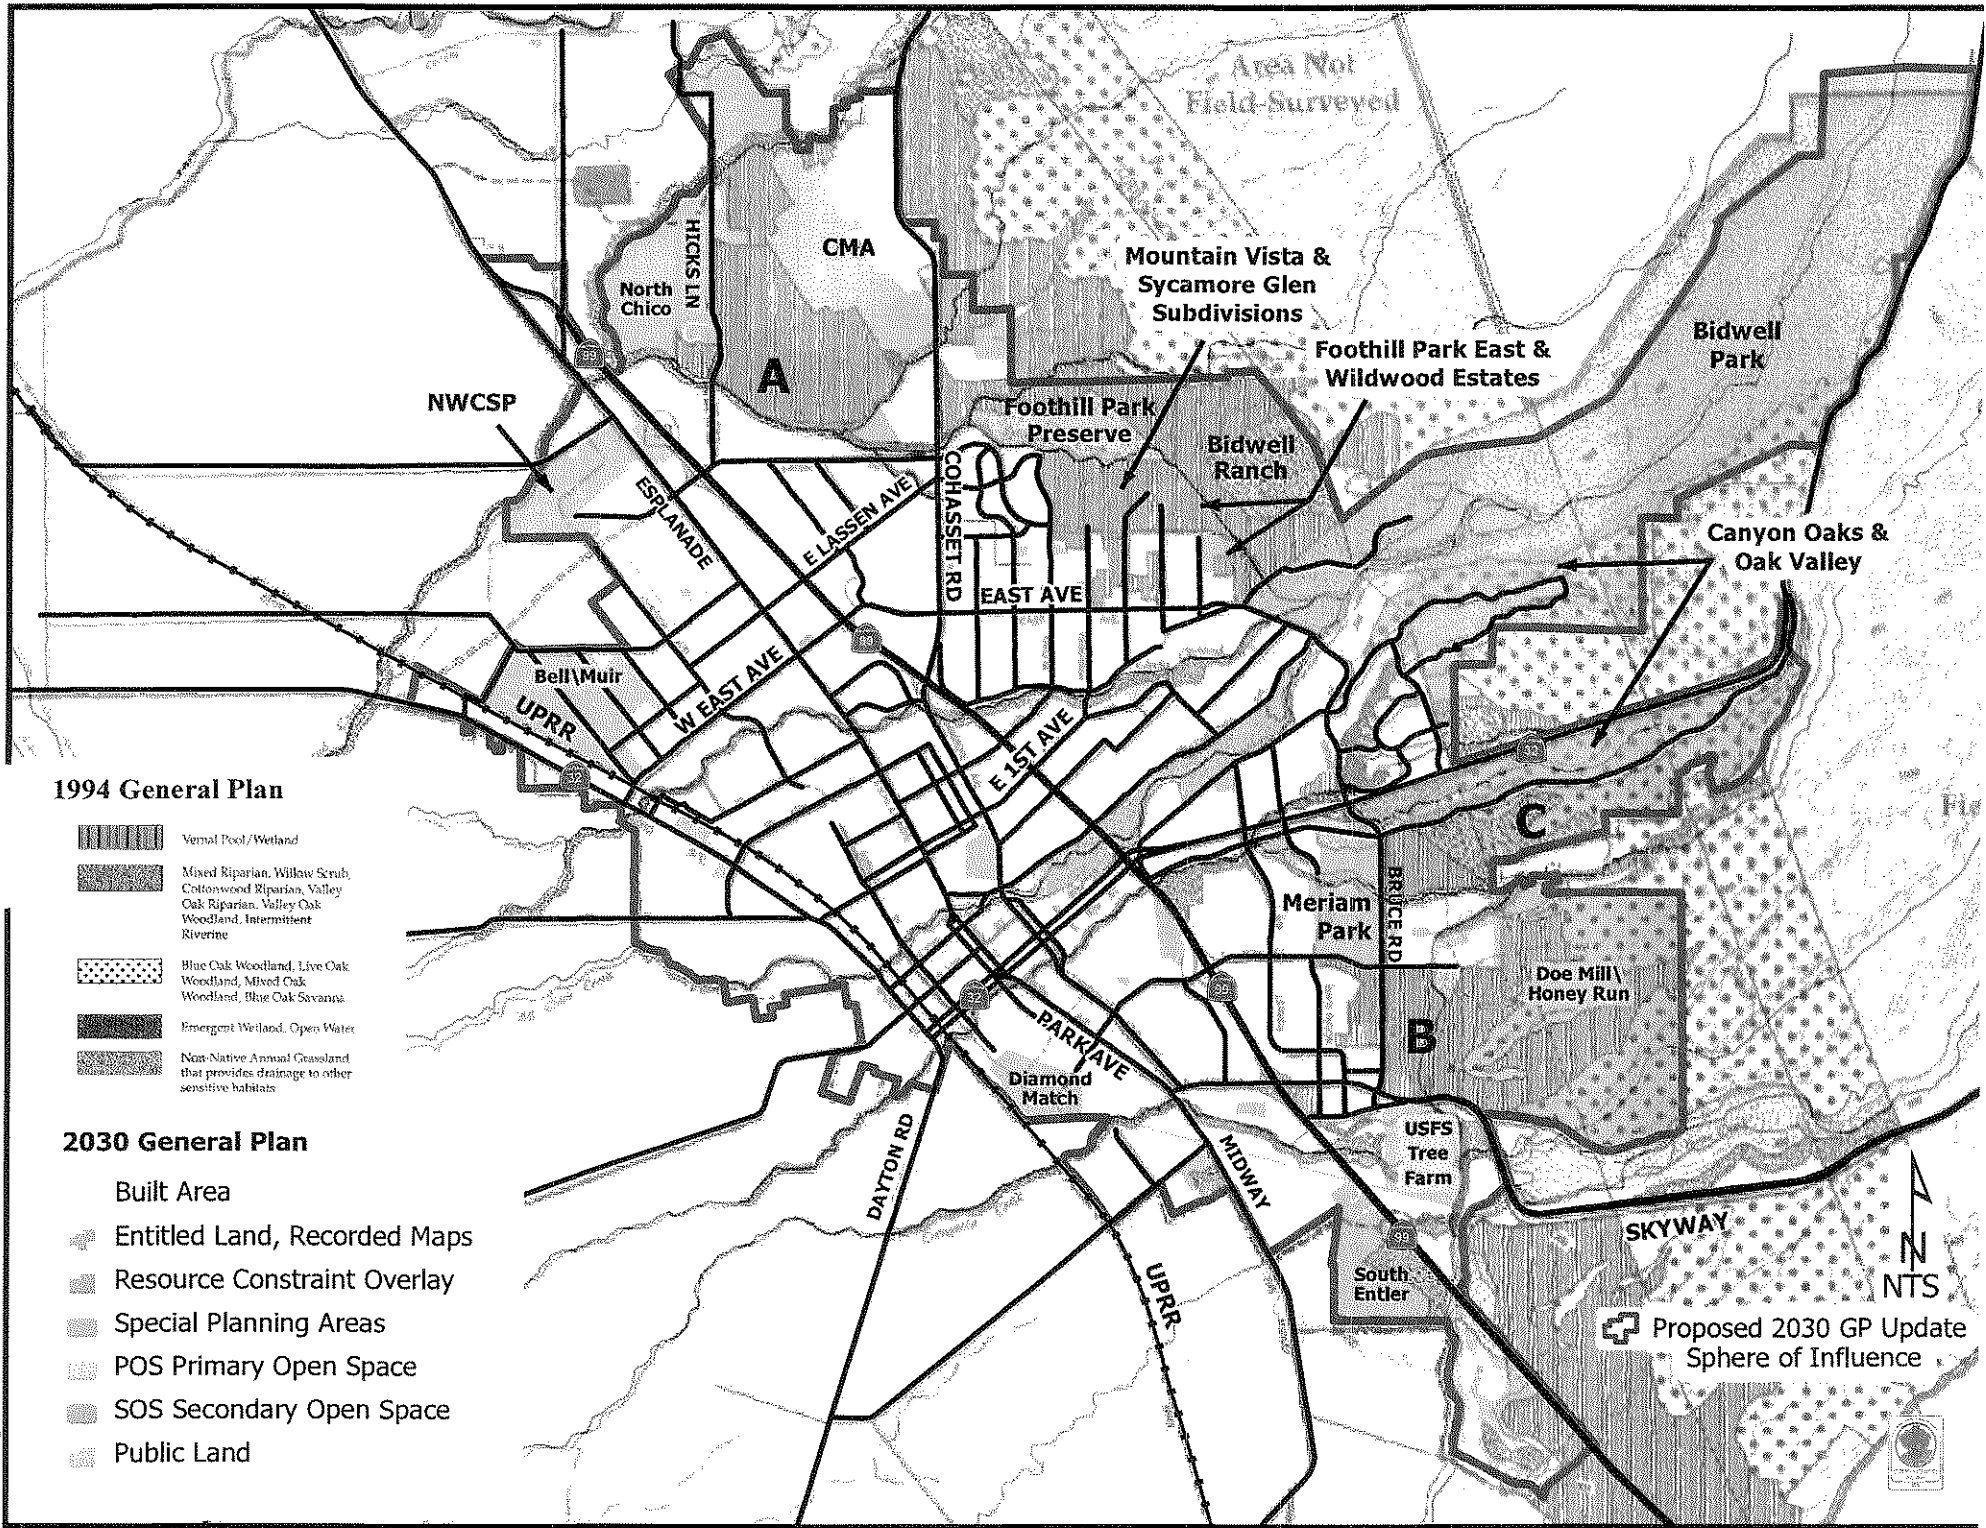 Area Not
Field-Surveyed
HICKS LN
CMA
North
Chico
Mountain Vista &
Sycamore Glen
Subdivisions
Bidwell
Park
Foothill Park East &
Wildwood Estates
99
A
NWCSP
Foothill Park
Preserve
Bidwell
Ranch
COHASSET RD
ESPLANADE
E LASSEN AVE
Canyon Oaks &
Oak Valley
EAST AVE
Bell\Muir
W EAST AVE
UPRR
E 1ST AVE
32
32
C
1994 General Plan
Vernal Pool/Wetland
Mixed Riparian, Willow Scrub,
Cottonwood Riparian, Valley
Oak Riparian, Valley Oak
Woodland, Intermittent
Riverine
Blue Oak Woodland, Live Oak
Woodland, Mixed Oak
Woodland, Blue Oak Savanna
Emergent Wetland, Open Water
Non-Native Annual Grassland
that provides drainage to other
sensitive habitats
BRUCE RD
Meriam
Park
Doe Mill\
Honey Run
99
32
B
PARK AVE
Diamond
Match
DAYTON RD
MIDWAY
USFS
Tree
Farm
SKYWAY
99
South
Entler
UPRR
N
NTS
Proposed 2030 GP Update
Sphere of Influence
2030 General Plan
Built Area
Entitled Land, Recorded Maps
Resource Constraint Overlay
Special Planning Areas
POS Primary Open Space
SOS Secondary Open Space
Public Land